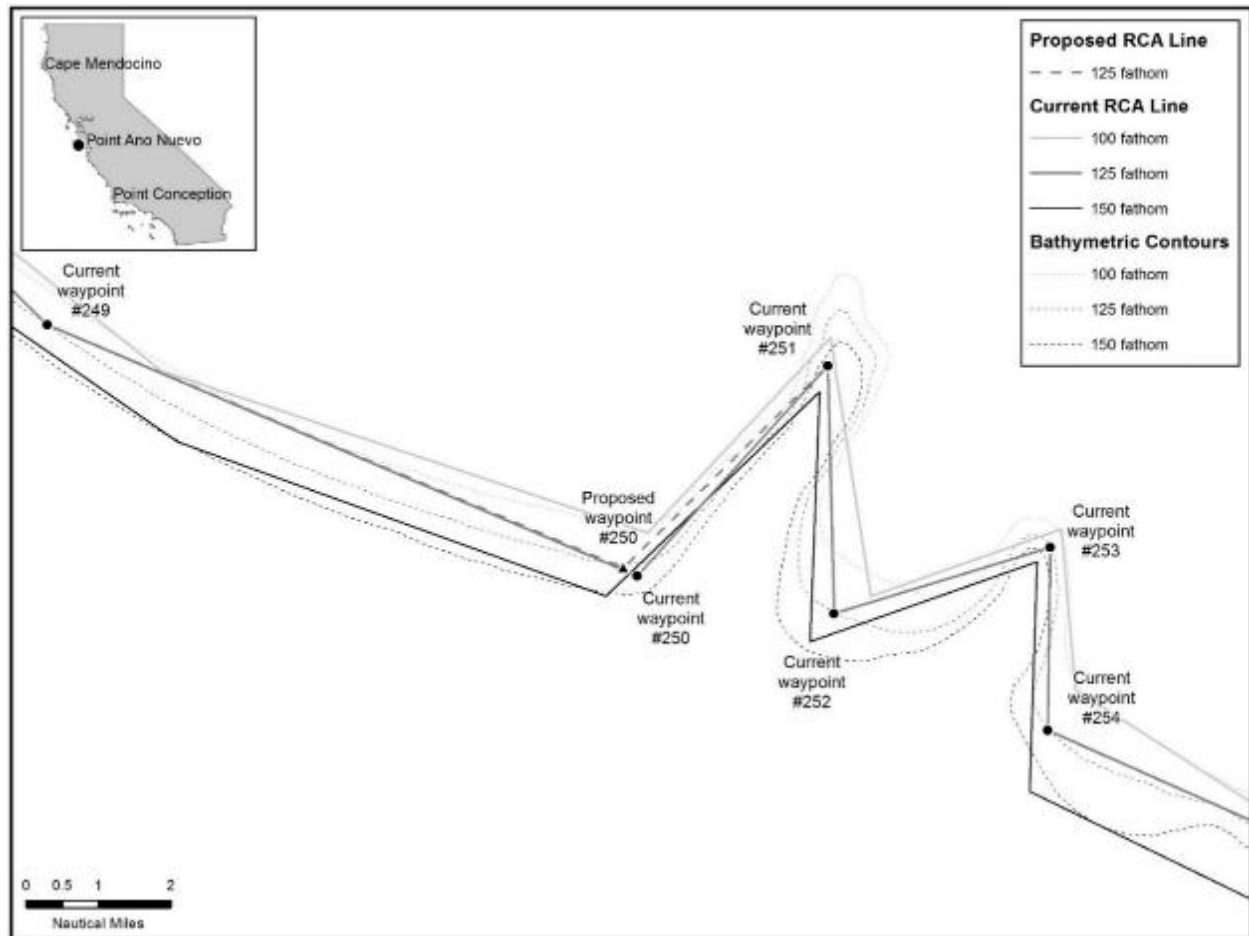 Cape Mendocino
Point Ano Nuevo
Point Conception
Proposed RCA Line
125 fathom
Current RCA Line
100 fathom
125 fathom
150 fathom
Bathymetric Contours
100 fathom
125 fathom
150 fathom
Current
waypoint
#249
Current
waypoint
#251
Proposed
waypoint
#250
Current
waypoint
#250
Current
waypoint
#253
Current
waypoint
#252
Current
waypoint
#254
0 0.5 1 2
Nautical Miles